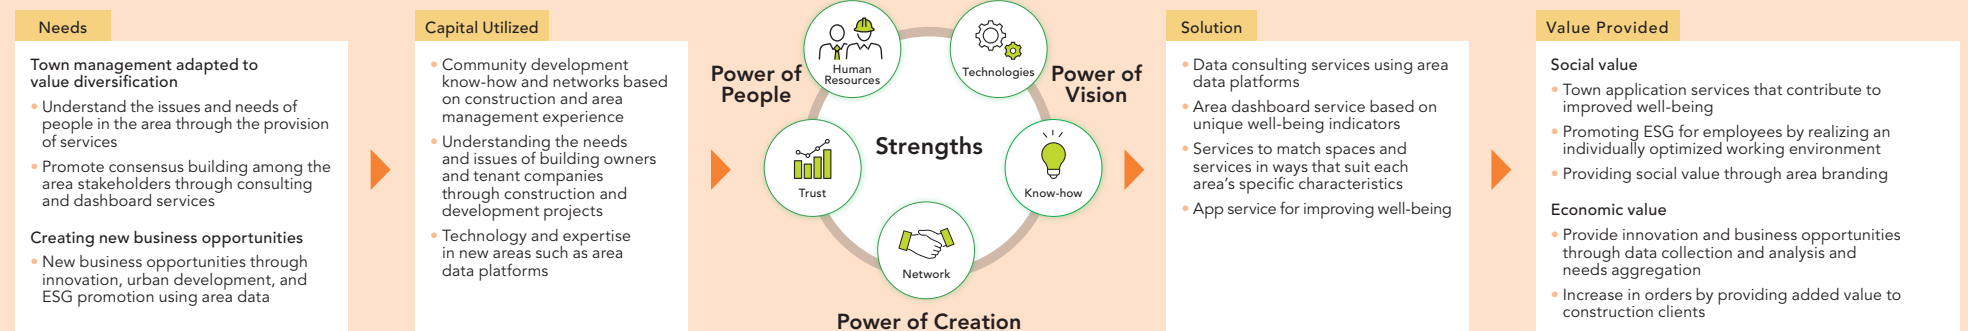 Needs
Town management adapted to
value diversification
• Understand the issues and needs of
people in the area through the provision
of services
• Promote consensus building among the
area stakeholders through consulting
and dashboard services
Creating new business opportunities
• New business opportunities through
innovation, urban development, and
ESG promotion using area data
Capital Utilized
• Community development
know-how and networks based
on construction and area
management experience
• Understanding the needs
and issues of building owners
and tenant companies
through construction and
development projects
• Technology and expertise
in new areas such as area
data platforms
Power of
People
Human
Resources
Technologies
Power of
Vision
Strengths
Trust
Know-how
Network
Power of Creation
Solution
• Data consulting services using area
data platforms
• Area dashboard service based on
unique well-being indicators
• Services to match spaces and
services in ways that suit each
area’s specific characteristics
• App service for improving well-being
Value Provided
Social value
• Town application services that contribute to
improved well-being
• Promoting ESG for employees by realizing an
individually optimized working environment
• Providing social value through area branding
Economic value
• Provide innovation and business opportunities
through data collection and analysis and
needs aggregation
• Increase in orders by providing added value to
construction clients